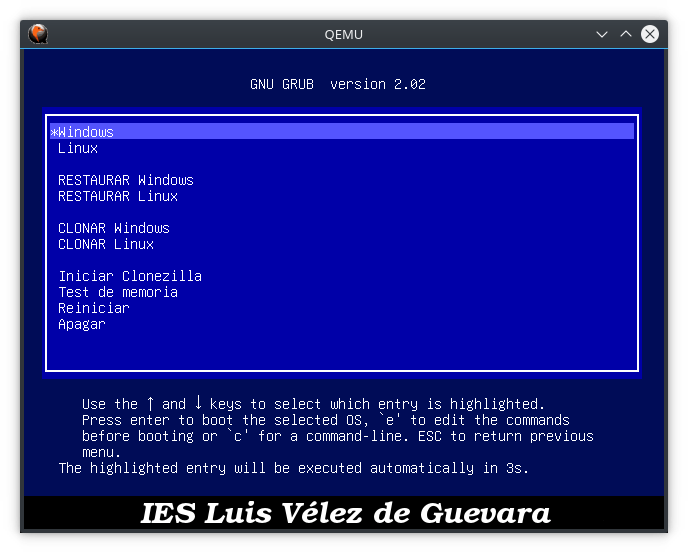 QEMU
GNU GRUB  version 2.02
*Windows
Linux
RESTAURAR Windows
RESTAURAR Linux
CLONAR Windows
CLONAR Linux
Iniciar Clonezilla
Test de memoria
Reiniciar
Apagar
Use the ↑ and ↓ keys to select which entry is highlighted.
Press enter to boot the selected OS, `e' to edit the commands
before booting or `c' for a command-line. ESC to return previous
menu.
The highlighted entry will be executed automatically in 3s.
IES Luis Vélez de Guevara